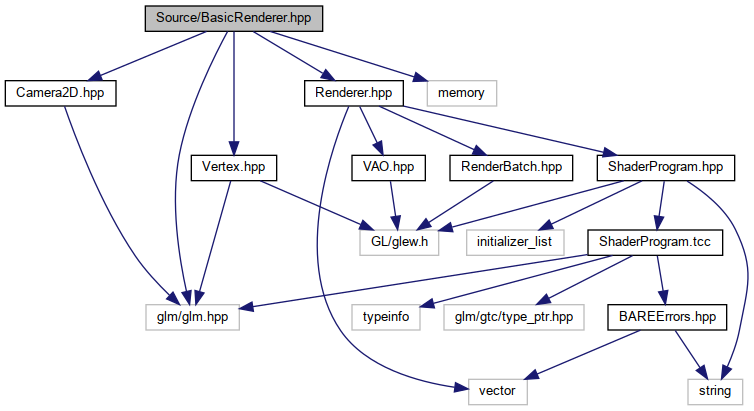 Source/BasicRenderer.hpp
Camera2D.hpp
Renderer.hpp
memory
Vertex.hpp
VAO.hpp
RenderBatch.hpp
ShaderProgram.hpp
GL/glew.h
initializer_list
ShaderProgram.tcc
glm/glm.hpp
typeinfo
glm/gtc/type_ptr.hpp
BAREErrors.hpp
vector
string